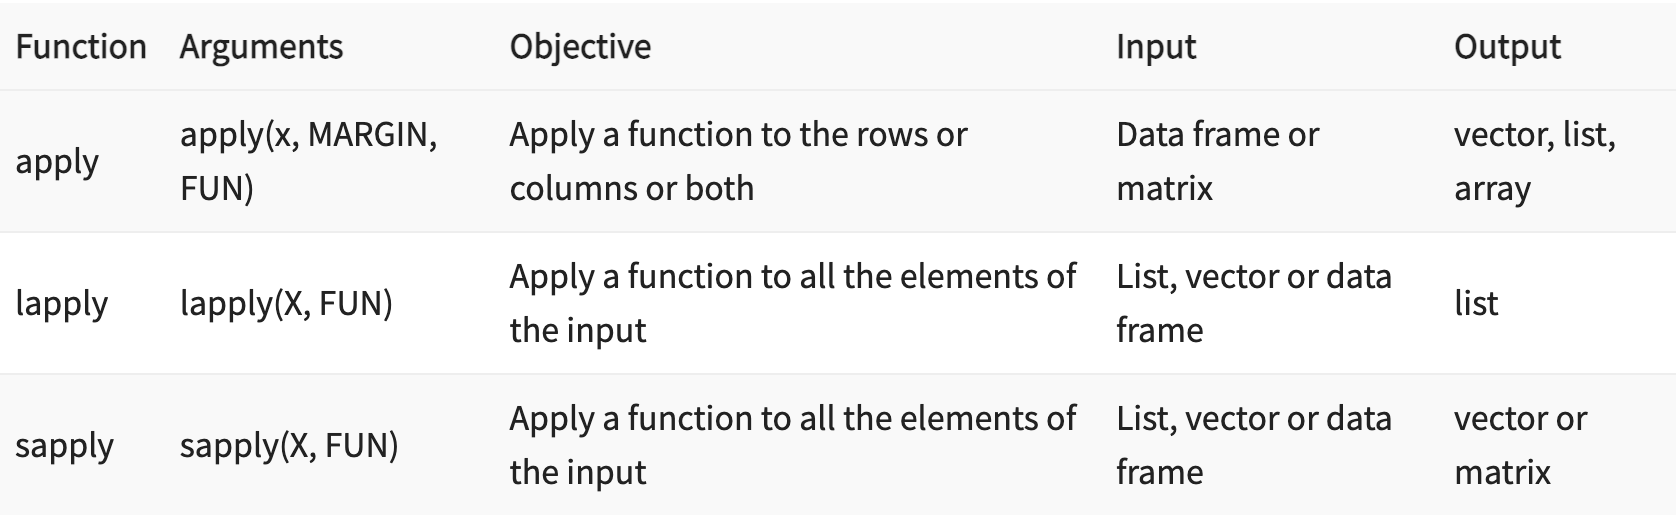 Function Arguments Objective Input Output
apply(x, MARGIN, Apply a function to the rows or Data frame or vector, list,
apply
FUN) columns or both matrix array
Apply a function to all the elements of List, vector or data
lapply lapply(X, FUN) list
the input frame
Apply a function to all the elements of List, vector or data vector or
sapply sapply(X, FUN)
the input frame matrix